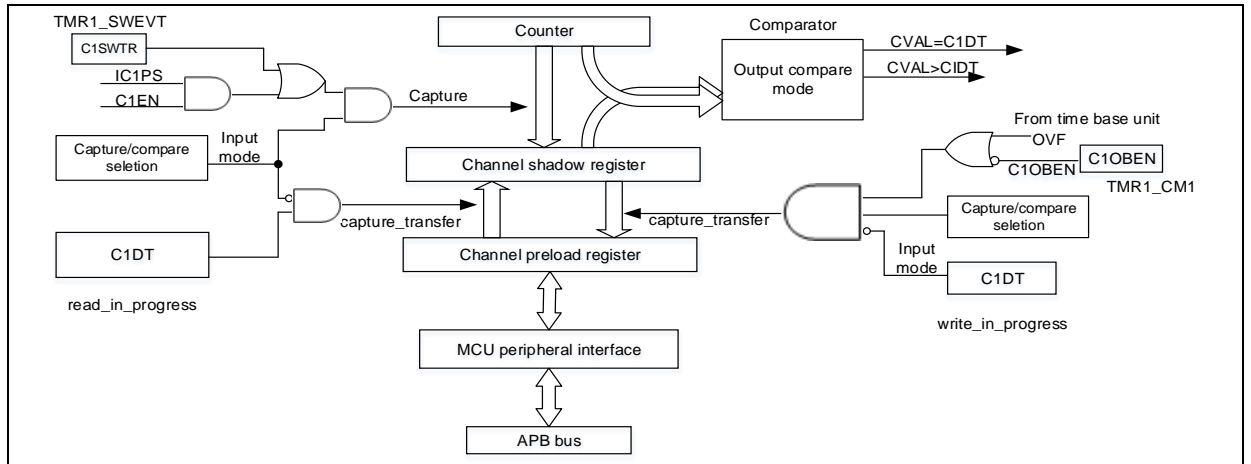 TMR1_SWEVT
C1SWTR
IC1PS
C1EN
Capture/compare
seletion
Input
mode
C1DT
read_in_progress
Capture
capture_transfer
Counter
Channel shadow register
Channel preload register
MCU peripheral interface
APB bus
Comparator
Output compare
mode
CVAL=C1DT
CVAL>CIDT
From time base unit
OVF
C1OBEN
C1OBEN
TMR1_CM1
capture_transfer
Capture/compare
seletion
Input
mode
C1DT
write_in_progress